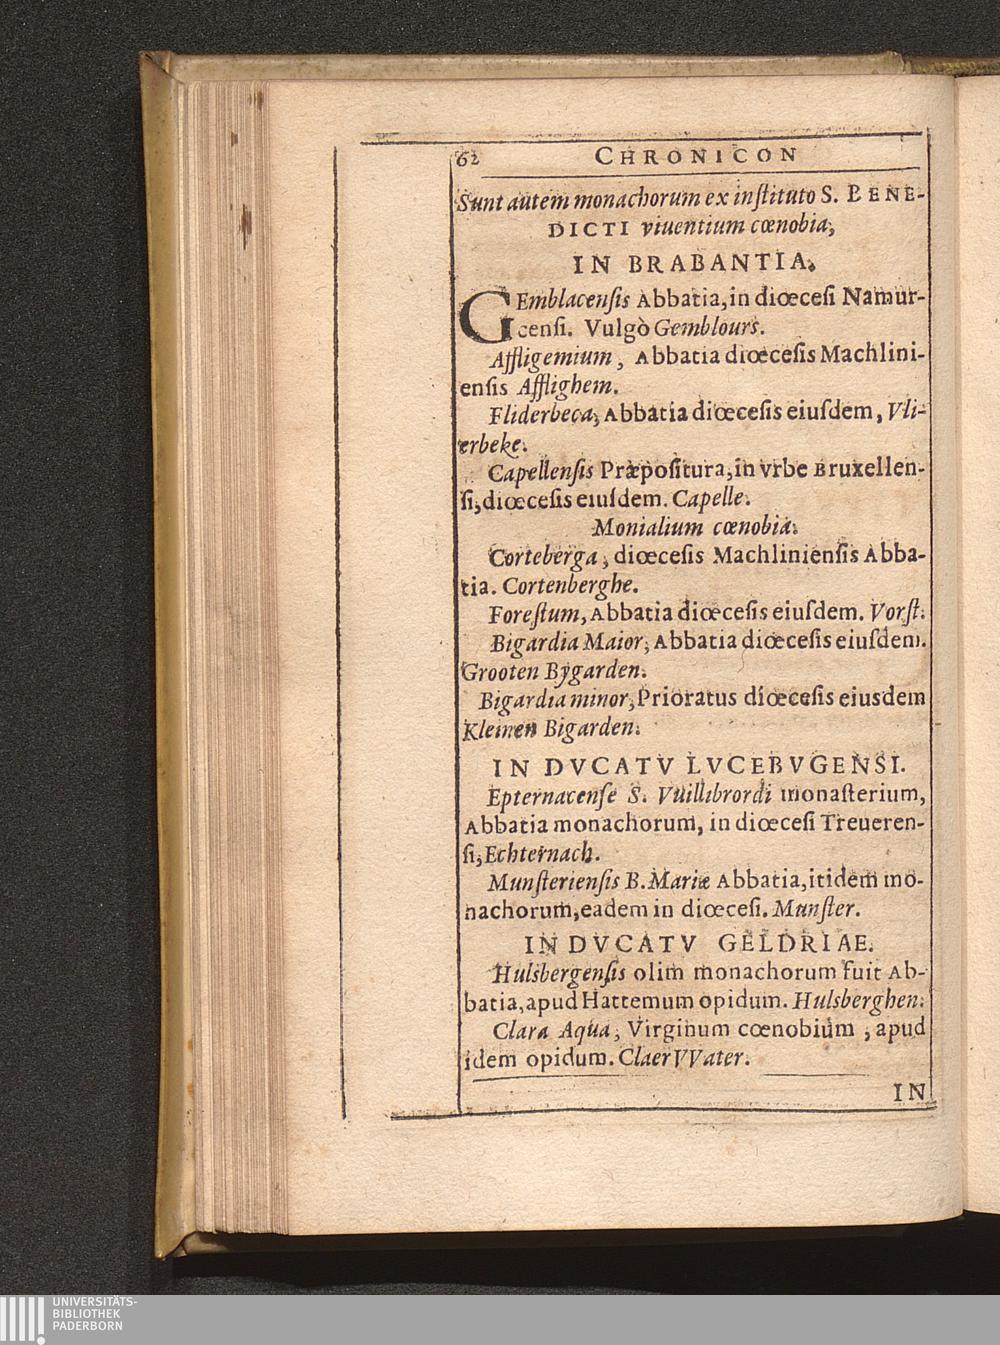 62 CHRONICON
Sunt autem monachorum ex inſtituto S. BENE-
DICTI viuentium cœnobia,
IN BRABANTIA.
GEmblacenſis Abbatia, in diœceſi Namur-
cenſi. Vulgò Gemblours.
Affligemium, Abbatia diœceſis Machlini-
enſis Afflighem.
Fliderbeca, Abbatia diœceſis eiuſdem, Vli-
erbeke.
Capellenſis Præpoſitura, in vrbe Bruxellen-
ſi, diœceſis eiuſdem. Capelle.
Monialium cœnobia.
Corteberga, diœceſis Machlinienſis Abba-
tia. Cortenberghe.
Foreſtum, Abbatia diœceſis eiuſdem. Vorſt.
Bigardia Maior, Abbatia diœceſis eiuſdem.
Grooten Bygarden.
Bigardia minor, Prioratus diœceſis eiusdem
Kleinen Bigarden.
IN DVCATV LVCEBVGENSI.
Epternacenſe S. VUillibrordi monaſterium,
Abbatia monachorum, in diœceſi Treueren-
ſi, Echternach.
Munſterienſis B. Mariæ Abbatia, itidem mo-
nachorum, eadem in diœceſi. Munſter.
IN DVCATV GELDRIAE.
Hulsbergenſis olim monachorum fuit Ab-
batia, apud Hattemum opidum. Hulsberghen.
Clara Aqua, Virginum cœnobium, apud
idem opidum. Claer VVater.
IN
UNIVERSITÄTS-
BIBLIOTHEK
PADERBORN